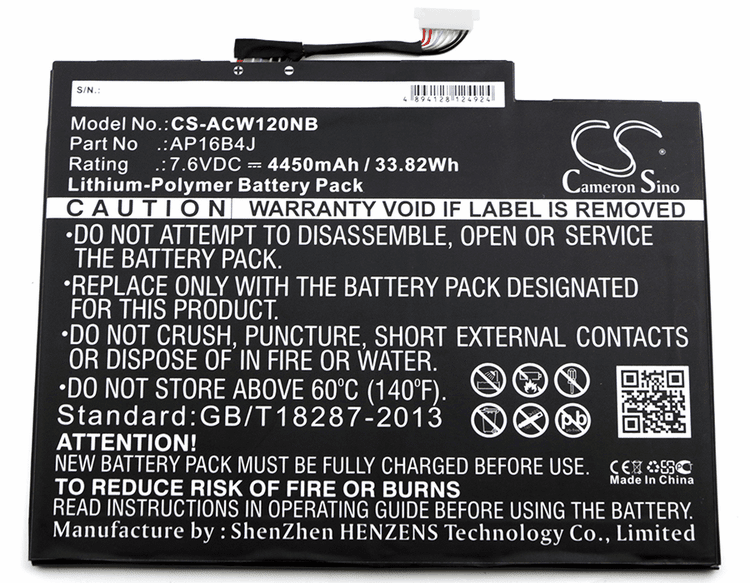 S/N.:
4 894128 124924
Model No.:CS-ACW120NB
Part No .:AP16B4J
Rating .:7.6VDC ⎓ 4450mAh / 33.82Wh
Lithium-Polymer Battery Pack
Cameron Sino
CAUTION WARRANTY VOID IF LABEL IS REMOVED
•DO NOT ATTEMPT TO DISASSEMBLE, OPEN OR SERVICE
THE BATTERY PACK.
•REPLACE ONLY WITH THE BATTERY PACK DESIGNATED
FOR THIS PRODUCT.
•DO NOT CRUSH, PUNCTURE, SHORT EXTERNAL CONTACTS
OR DISPOSE OF IN FIRE OR WATER.
•DO NOT STORE ABOVE 60ºC (140ºF).
Standard:GB/T18287-2013
ATTENTION!
NEW BATTERY PACK MUST BE FULLY CHARGED BEFORE USING
TO REDUCE RISK OF FIRE OR BURNS
READ INSTRUCTIONS IN OPERATING GUIDE BEFORE USING THE BATTERY.
Manufacture by : ShenZhen HENZENS Technology Co., Limited
CE
Made In China